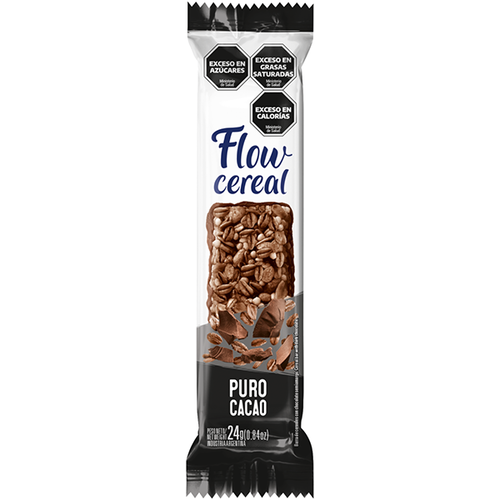 EXCESO EN
AZÚCARES
Ministerio
de Salud
EXCESO EN
GRASAS
SATURADAS
Ministerio
de Salud
EXCESO EN
CALORÍAS
Ministerio
de Salud
Flow
cereal
PURO
CACAO
PESO NETO/
NET WEIGHT: 24g(0,84oz)
INDUSTRIA ARGENTINA